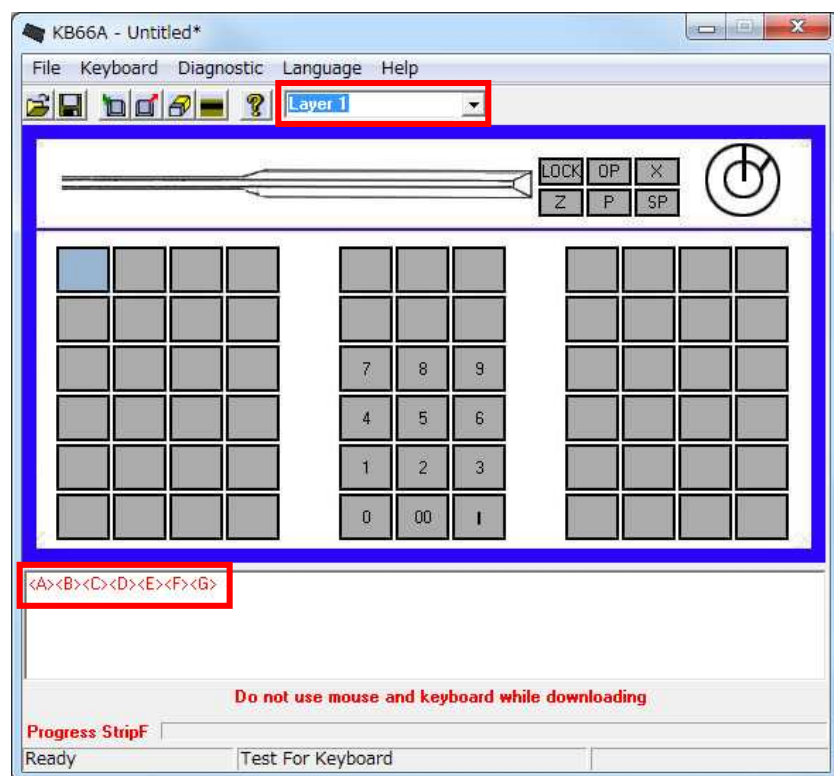 KB66A - Untitled*
File Keyboard Diagnostic Language Help
Layer 1
LOCK OP X
Z P SP
7 8 9
4 5 6
1 2 3
0 00 .
<A><B><C><D><E><F><G>
Do not use mouse and keyboard while downloading
Progress StripF
Ready Test For Keyboard